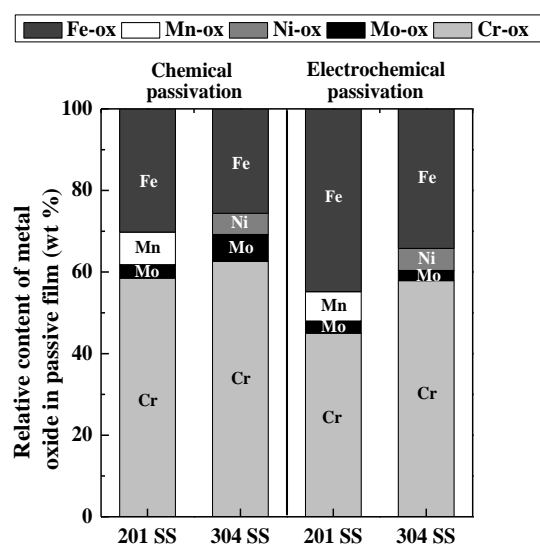 Fe-ox Mn-ox Ni-ox Mo-ox Cr-ox
Chemical
passivation
Electrochemical
passivation
Relative content of metal
oxide in passive film (wt %)
100
80
60
40
20
0
Fe
Mn
Mo
Cr
Fe
Ni
Mo
Cr
Fe
Mn
Mo
Cr
Fe
Ni
Mo
Cr
201 SS 304 SS 201 SS 304 SS